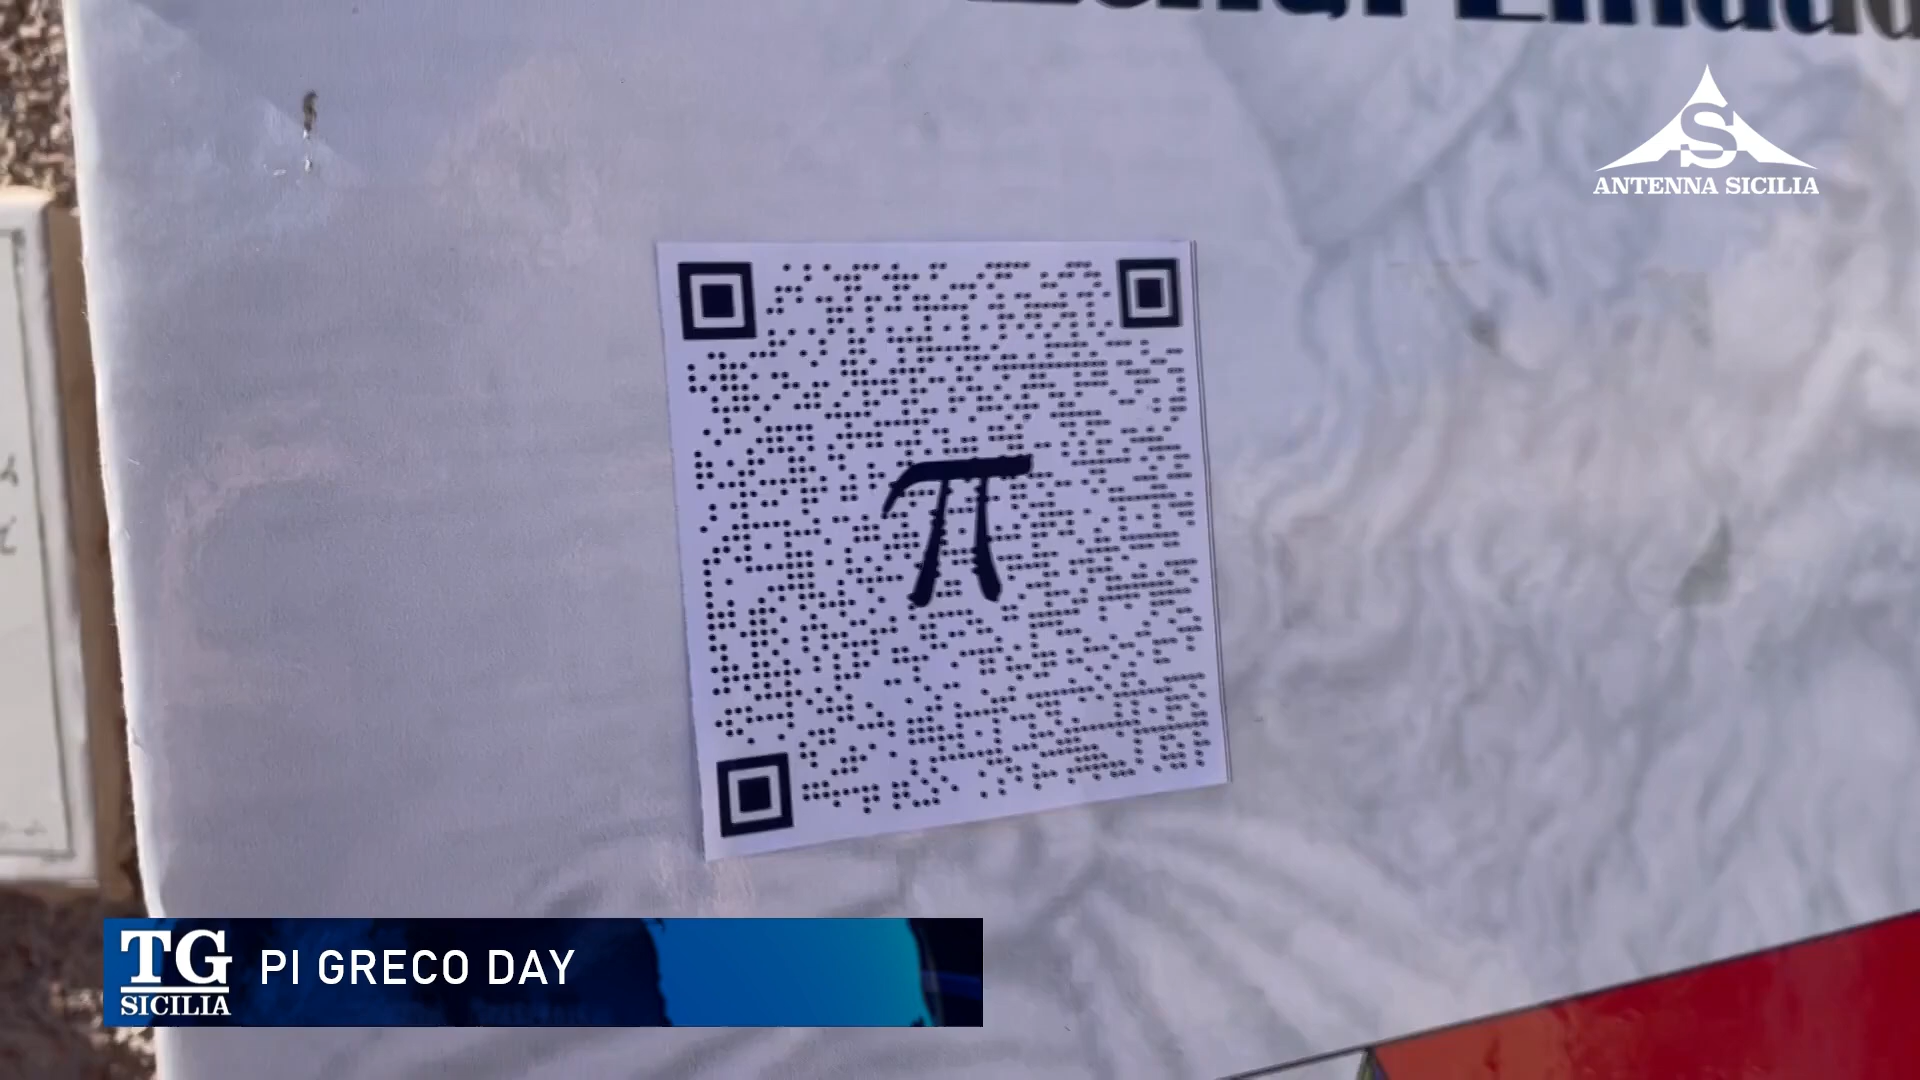 S
ANTENNA SICILIA
π
TG
SICILIA
PI GRECO DAY